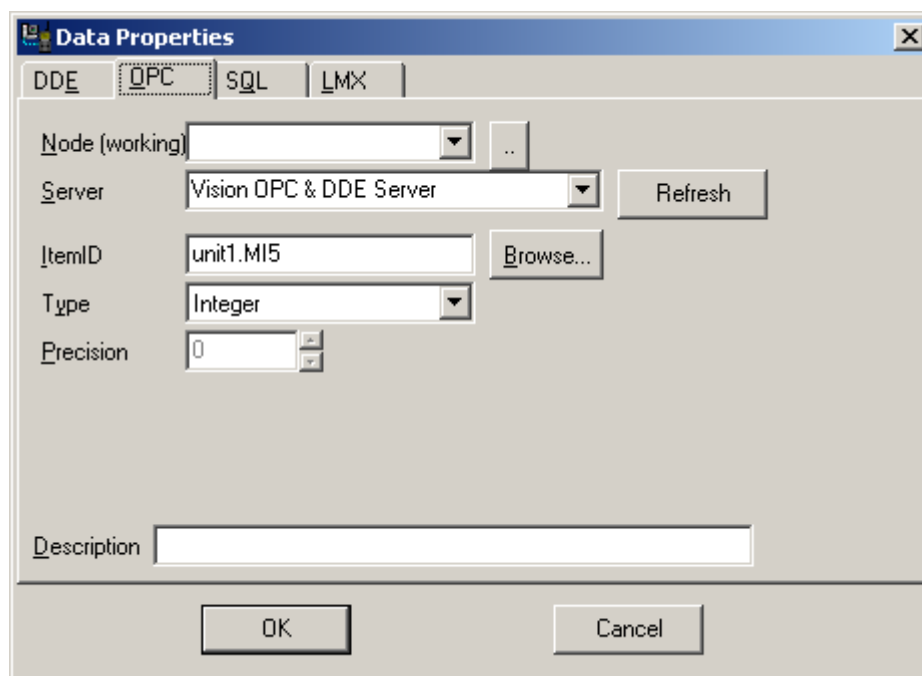 Data Properties
DDE OPC SQL LMX
Node (working) ..
Server Vision OPC & DDE Server Refresh
ItemID unit1.MI5 Browse...
Type Integer
Precision 0
Description
OK Cancel